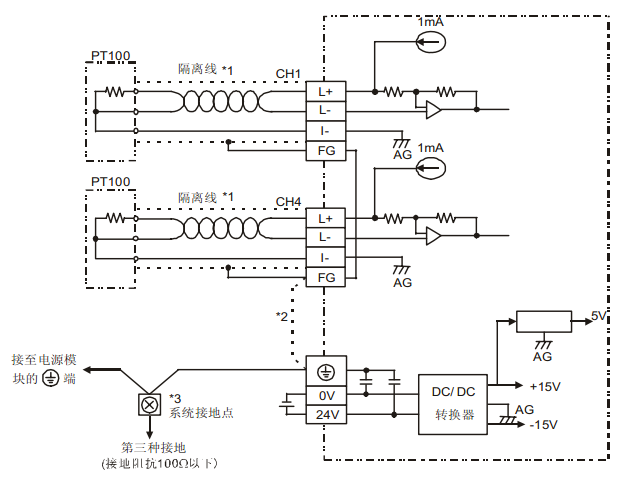 1mA
PT100
隔离线 *1
CH1
L+
L-
I-
FG
AG
1mA
PT100
隔离线 *1
CH4
L+
L-
I-
FG
AG
*2
5V
AG
接至电源模
块的 端
*3
系统接地点
0V
24V
DC/ DC
转换器
+15V
AG
-15V
第三种接地
(接地阻抗100Ω以下)